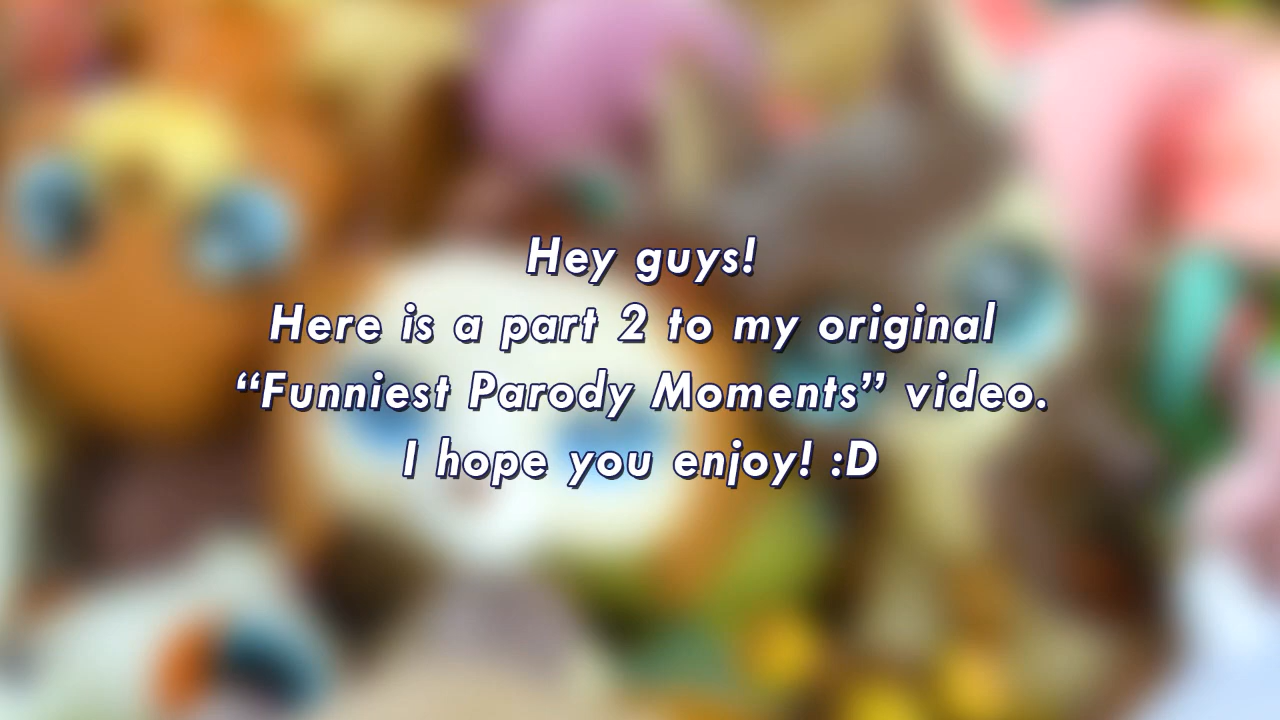 Hey guys!
Here is a part 2 to my original
“Funniest Parody Moments” video.
I hope you enjoy! :D